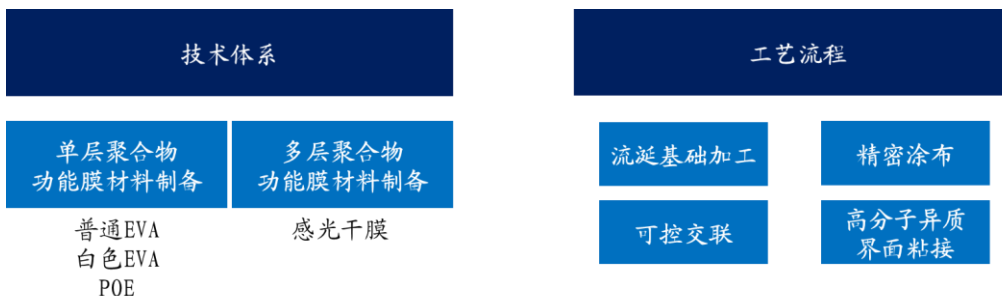 技术体系
单层聚合物
功能膜材料制备
普通EVA
白色EVA
POE
多层聚合物
功能膜材料制备
感光干膜
工艺流程
流涎基础加工
精密涂布
可控交联
高分子异质
界面粘接